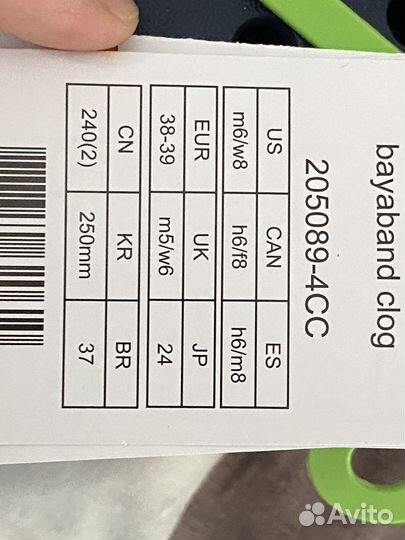 bayaband clog
205089-4CC
US CAN ES
m6/w8 h6/f8 h6/m8
EUR UK JP
38-39 m5/w6 24
CN KR BR
240(2) 250mm 37
Avito